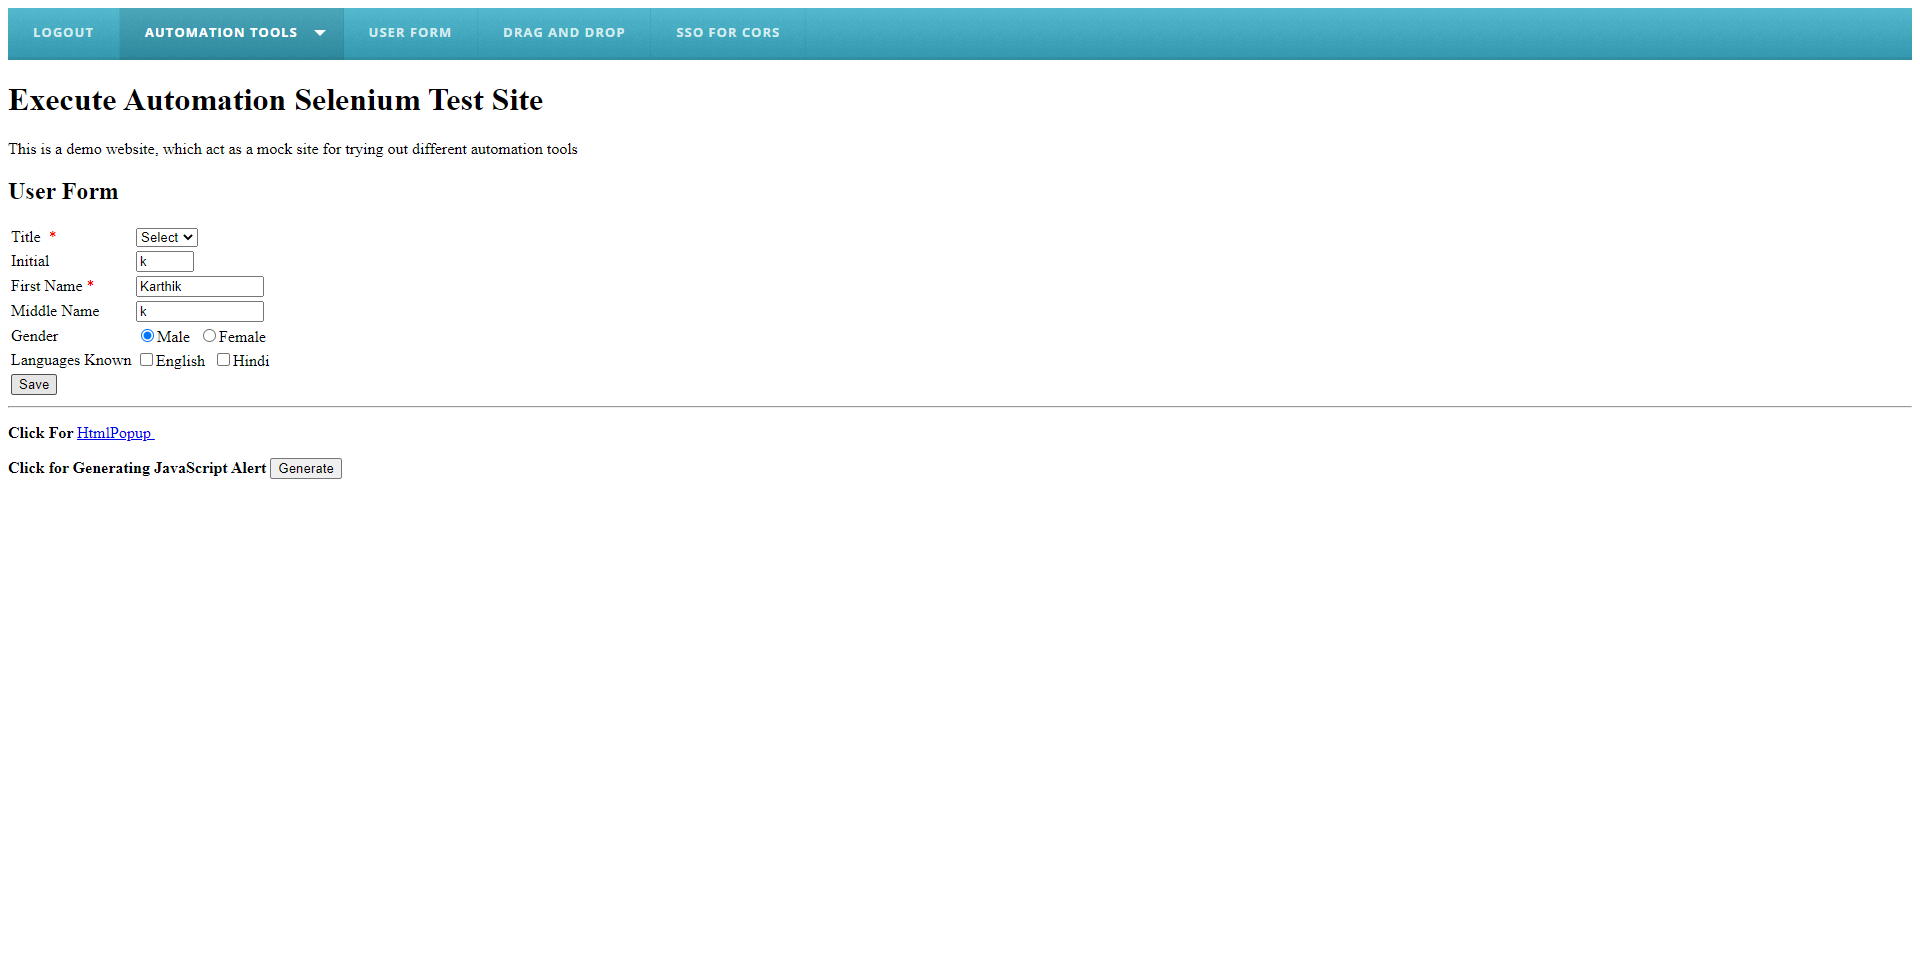 LOGOUT AUTOMATION TOOLS USER FORM DRAG AND DROP SSO FOR CORS
Execute Automation Selenium Test Site
This is a demo website, which act as a mock site for trying out different automation tools
User Form
Title * Select
Initial k
First Name * Karthik
Middle Name k
Gender Male Female
Languages Known English Hindi
Save
Click For HtmlPopup
Click for Generating JavaScript Alert Generate